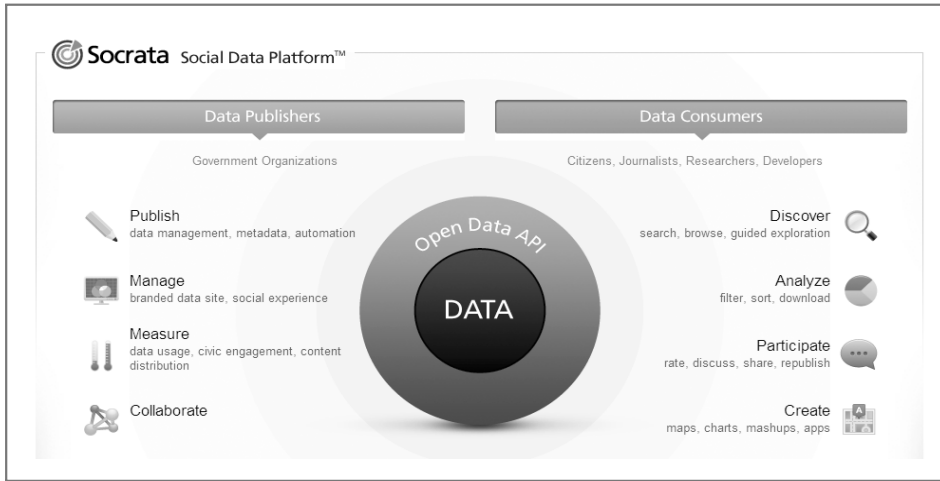 Socrata Social Data Platform™
Data Publishers
Government Organizations
Publish
data management, metadata, automation
Manage
branded data site, social experience
Measure
data usage, civic engagement, content
distribution
Collaborate
Open Data API
DATA
Data Consumers
Citizens, Journalists, Researchers, Developers
Discover
search, browse, guided exploration
Analyze
filter, sort, download
Participate
rate, discuss, share, republish
Create
maps, charts, mashups, apps
A